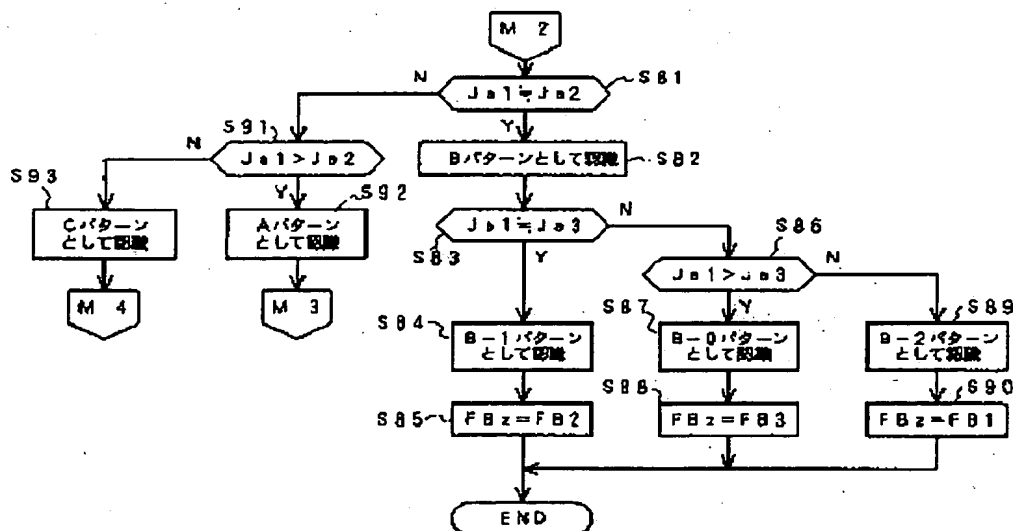 M 2
N
Ja1≒Ja2
S81
Y
S91
N
Ja1>Ja2
Bパターンとして認識
S82
S93
Y
S92
Cパターン
として認識
Aパターン
として認識
Ja1≒Ja3
N
S83
S86
Y
Ja1>Ja3
N
M 4
M 3
S84
S87
Y
S89
B-1パターン
として認識
B-0パターン
として認識
B-2パターン
として認識
S88
S90
S85
FBz=FB2
FBz=FB3
FBz=FB1
END